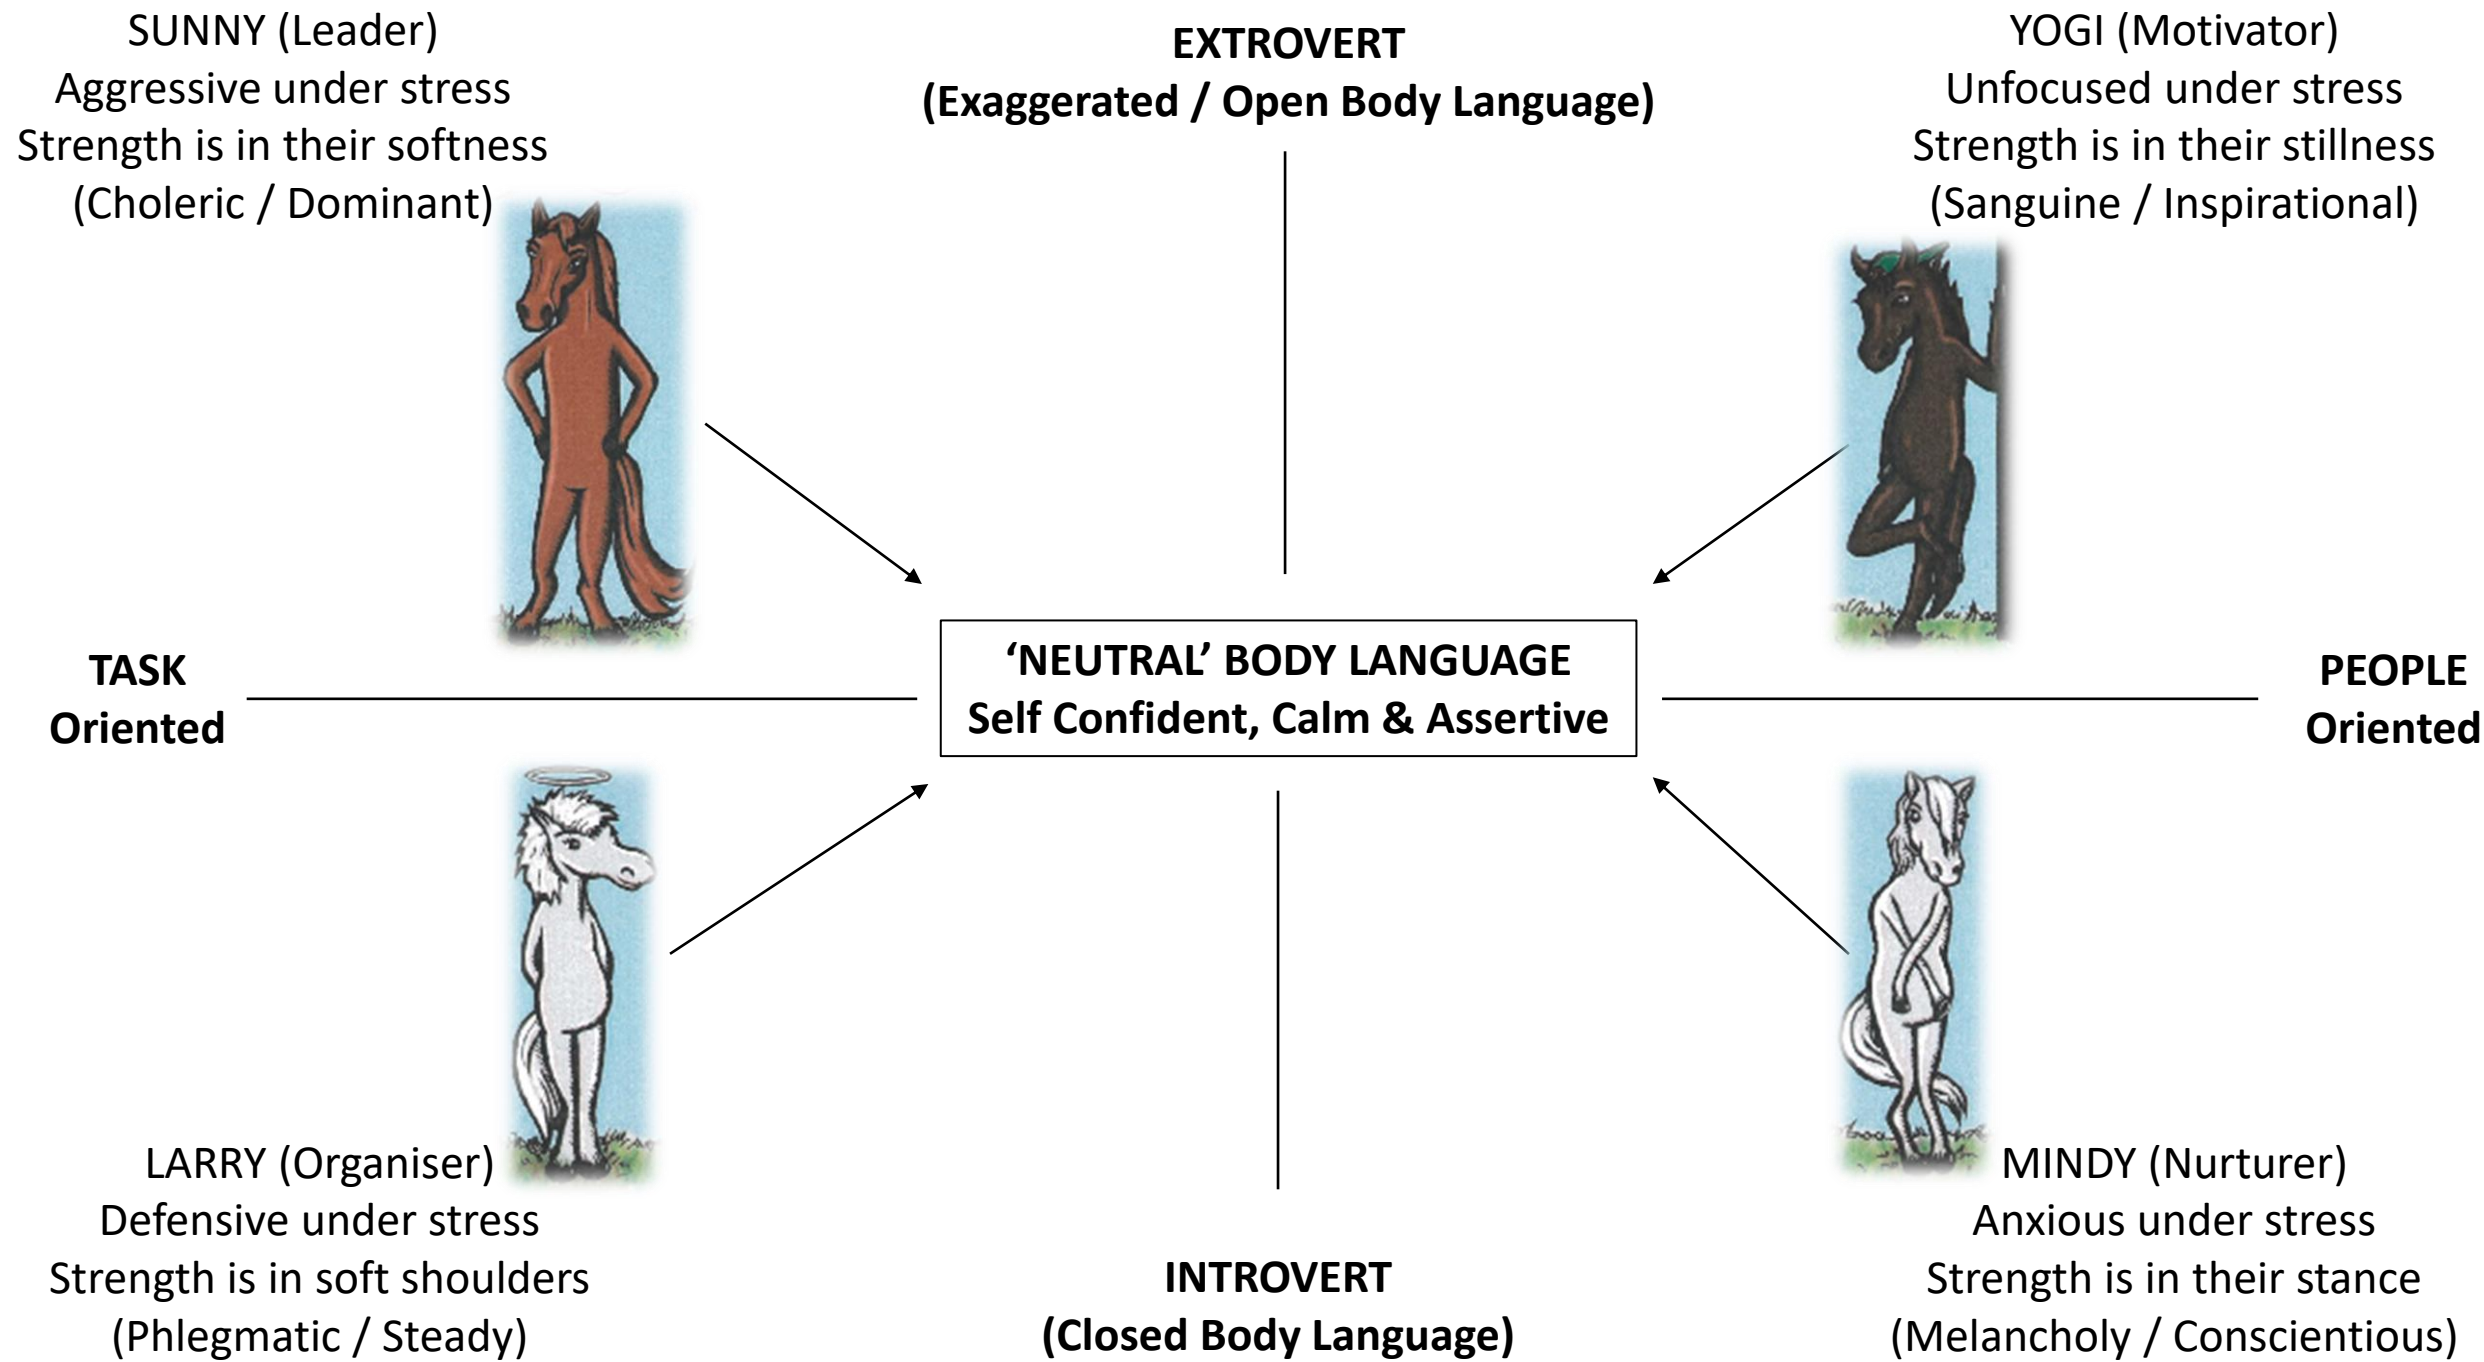 SUNNY (Leader)
Aggressive under stress
Strength is in their softness
(Choleric / Dominant)
EXTROVERT
(Exaggerated / Open Body Language)
YOGI (Motivator)
Unfocused under stress
Strength is in their stillness
(Sanguine / Inspirational)
TASK
Oriented
‘NEUTRAL’ BODY LANGUAGE
Self Confident, Calm & Assertive
PEOPLE
Oriented
LARRY (Organiser)
Defensive under stress
Strength is in soft shoulders
(Phlegmatic / Steady)
INTROVERT
(Closed Body Language)
MINDY (Nurturer)
Anxious under stress
Strength is in their stance
(Melancholy / Conscientious)